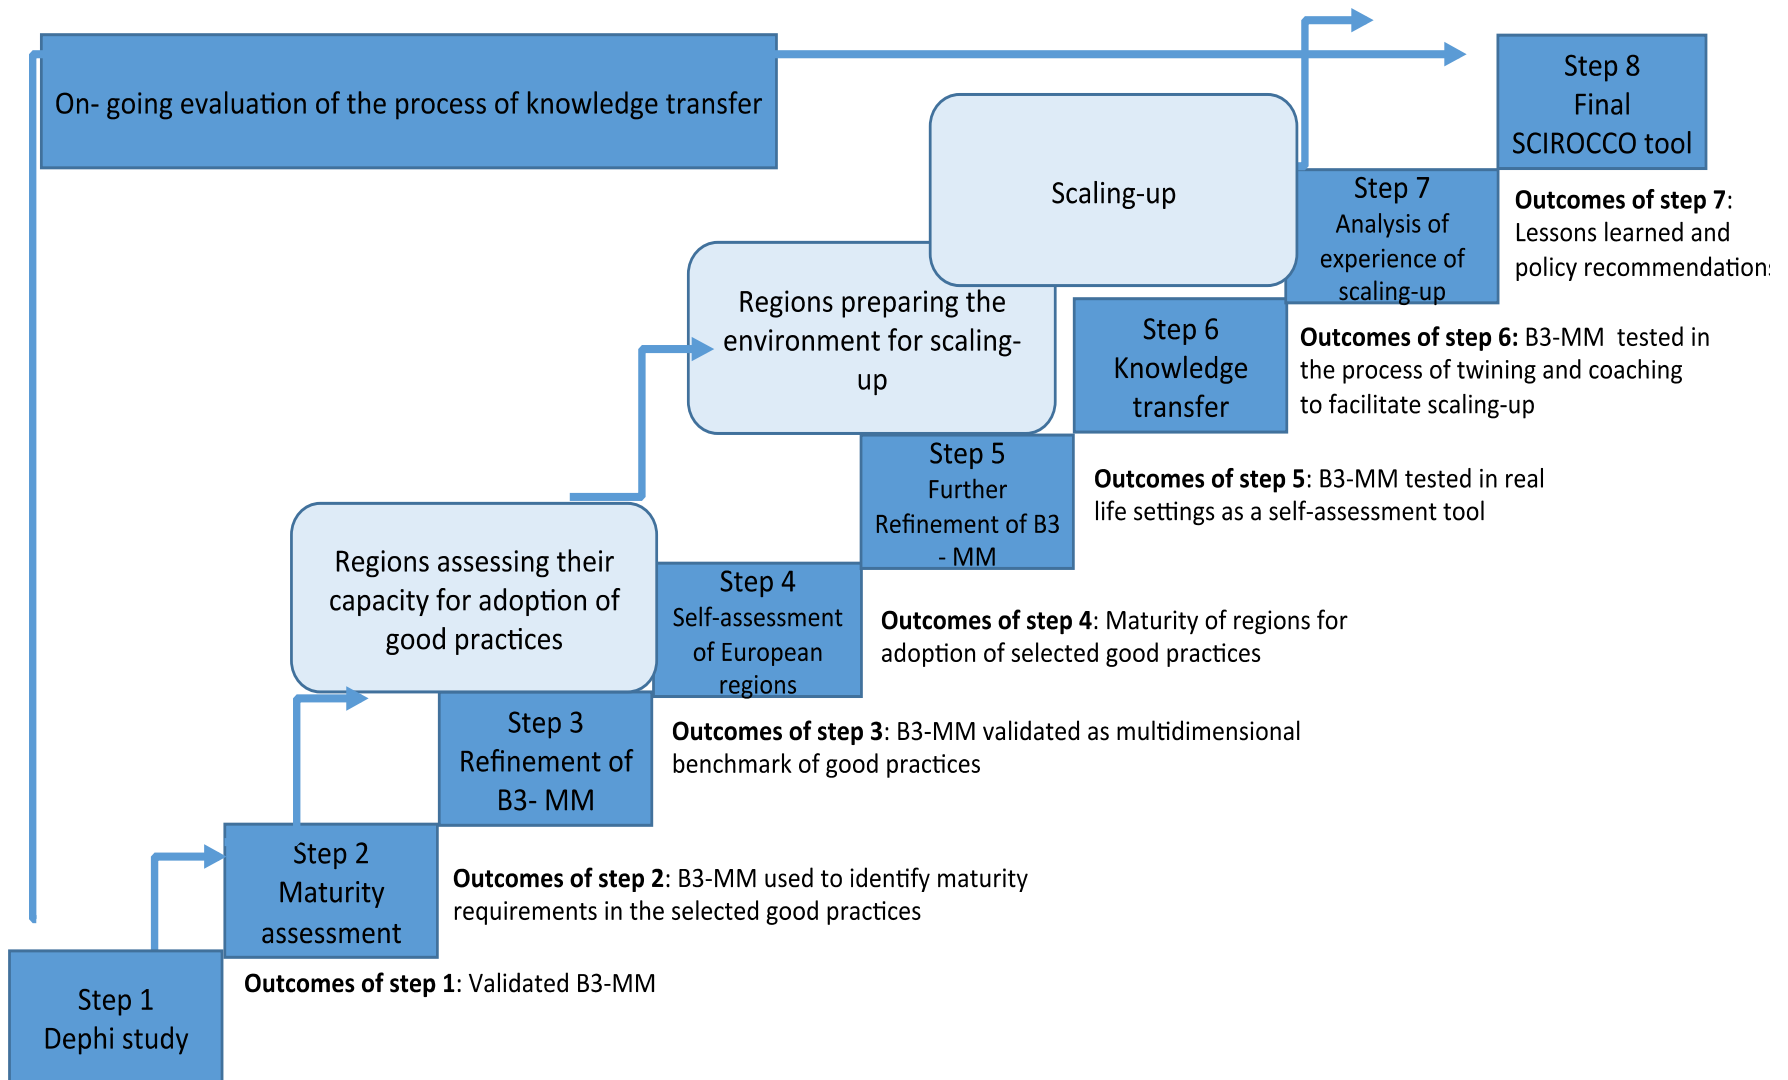 On- going evaluation of the process of knowledge transfer
Step 8
Final
SCIROCCO tool
Scaling-up
Step 7
Analysis of
experience of
scaling-up
Outcomes of step 7:
Lessons learned and
policy recommendations
Regions preparing the
environment for scaling-
up
Step 6
Knowledge
transfer
Outcomes of step 6: B3-MM tested in
the process of twining and coaching
to facilitate scaling-up
Step 5
Further
Refinement of B3
- MM
Outcomes of step 5: B3-MM tested in real
life settings as a self-assessment tool
Regions assessing their
capacity for adoption of
good practices
Step 4
Self-assessment
of European
regions
Outcomes of step 4: Maturity of regions for
adoption of selected good practices
Step 3
Refinement of
B3- MM
Outcomes of step 3: B3-MM validated as multidimensional
benchmark of good practices
Step 2
Maturity
assessment
Outcomes of step 2: B3-MM used to identify maturity
requirements in the selected good practices
Step 1
Dephi study
Outcomes of step 1: Validated B3-MM